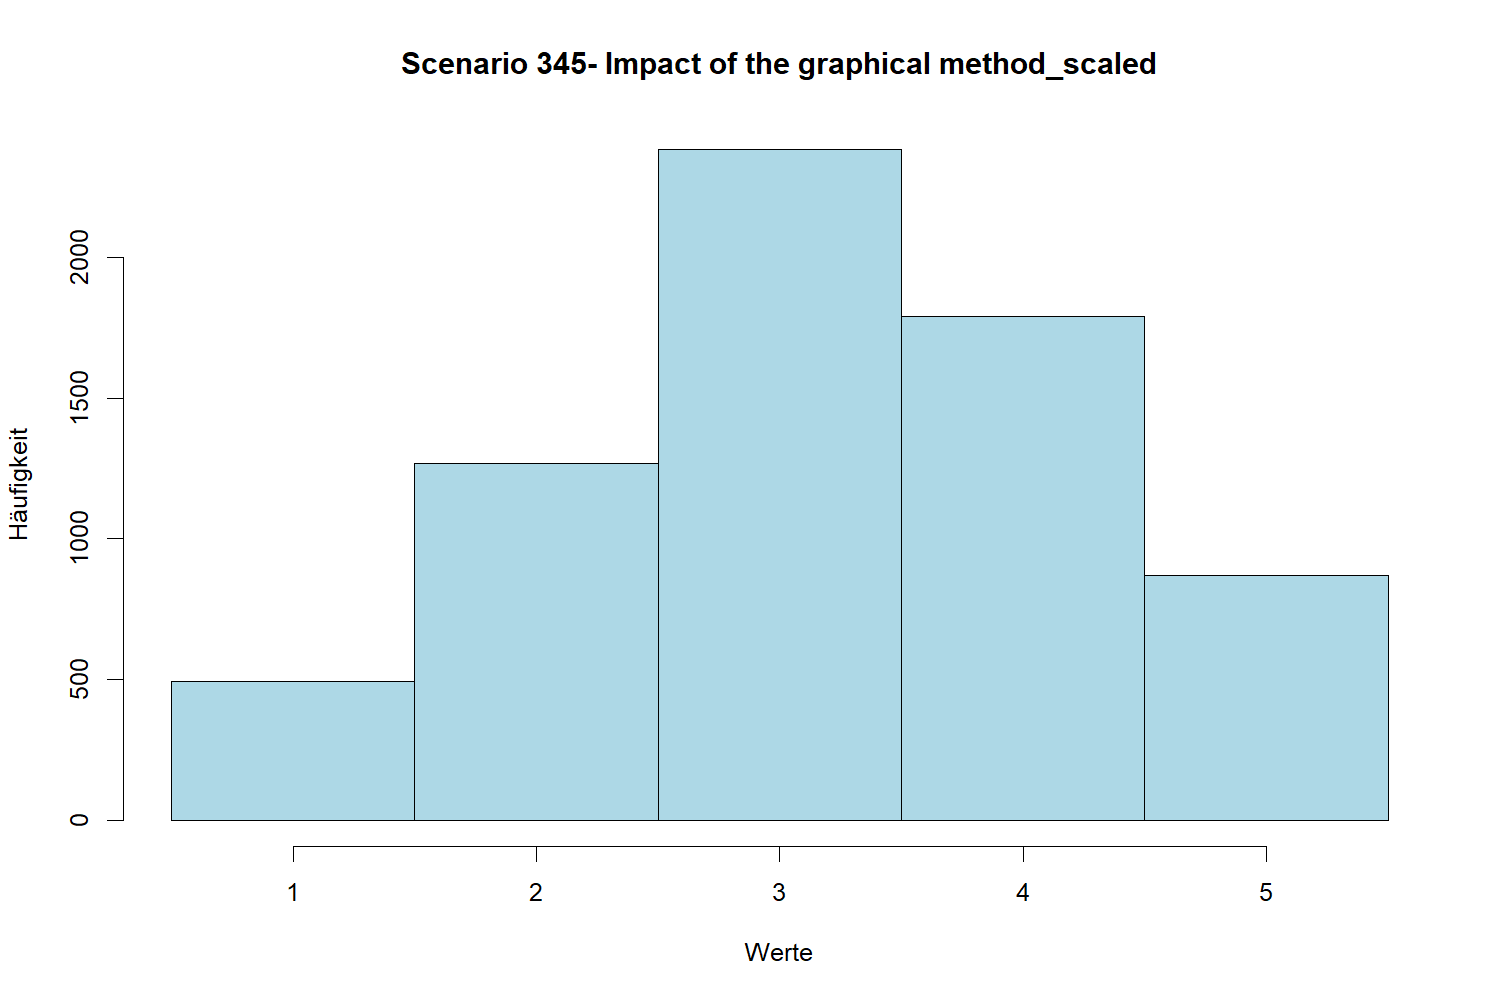 Scenario 345- Impact of the graphical method_scaled
Häufigkeit
2000
1500
1000
500
0
1 2 3 4 5
Werte